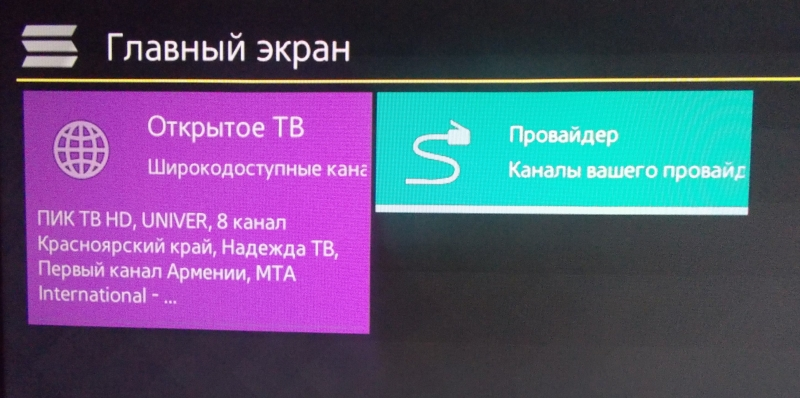 Главный экран
Открытое ТВ
Широкодоступные кана
ПИК ТВ HD, UNIVER, 8 канал
Красноярский край, Надежда ТВ,
Первый канал Армении, МТА
International - ...
Провайдер
Каналы вашего провайд